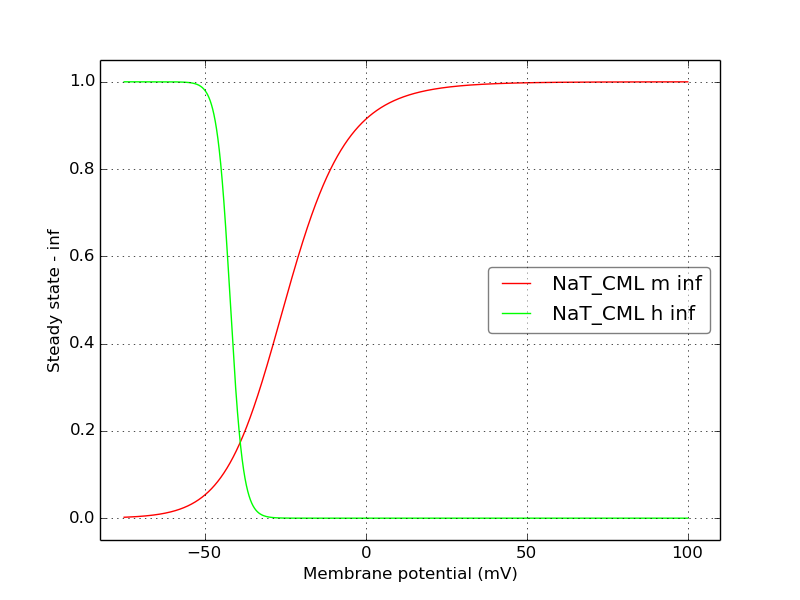 1.0
0.8
0.6
0.4
0.2
0.0
Steady state - inf
NaT_CML m inf
NaT_CML h inf
−50 0 50 100
Membrane potential (mV)